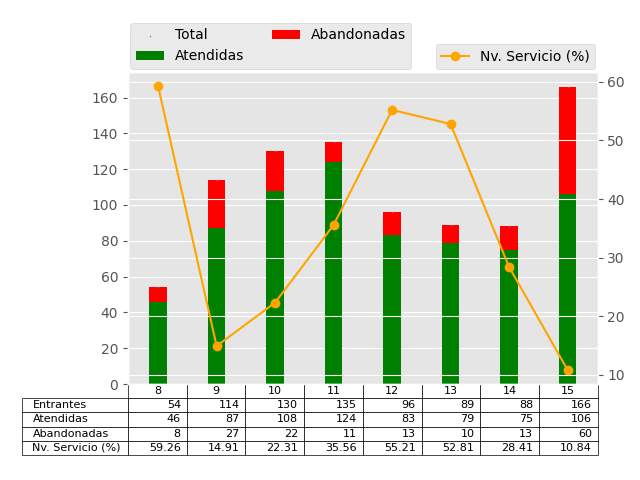 Total Abandonadas
Atendidas
Nv. Servicio (%)
160
140
120
100
80
60
40
20
0
60
50
40
30
20
10
8 9 10 11 12 13 14 15
Entrantes 54 114 130 135 96 89 88 166
Atendidas 46 87 108 124 83 79 75 106
Abandonadas 8 27 22 11 13 10 13 60
Nv. Servicio (%) 59.26 14.91 22.31 35.56 55.21 52.81 28.41 10.84